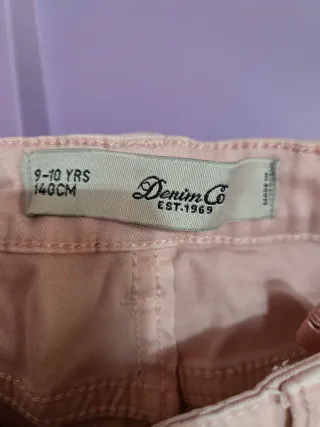 9-10 YRS
140CM
Denim Co
EST.1969